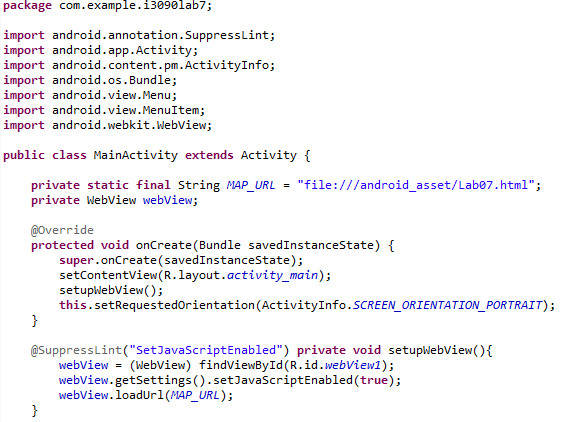 package com.example.i3090lab7;
import android.annotation.SuppressLint;
import android.app.Activity;
import android.content.pm.ActivityInfo;
import android.os.Bundle;
import android.view.Menu;
import android.view.MenuItem;
import android.webkit.WebView;
public class MainActivity extends Activity {
private static final String MAP_URL = "file:///android_asset/Lab07.html";
private WebView webView;
@Override
protected void onCreate(Bundle savedInstanceState) {
super.onCreate(savedInstanceState);
setContentView(R.layout.activity_main);
setupWebView();
this.setRequestedOrientation(ActivityInfo.SCREEN_ORIENTATION_PORTRAIT);
}
@SuppressLint("SetJavaScriptEnabled") private void setupWebView(){
webView = (WebView) findViewById(R.id.webView1);
webView.getSettings().setJavaScriptEnabled(true);
webView.loadUrl(MAP_URL);
}